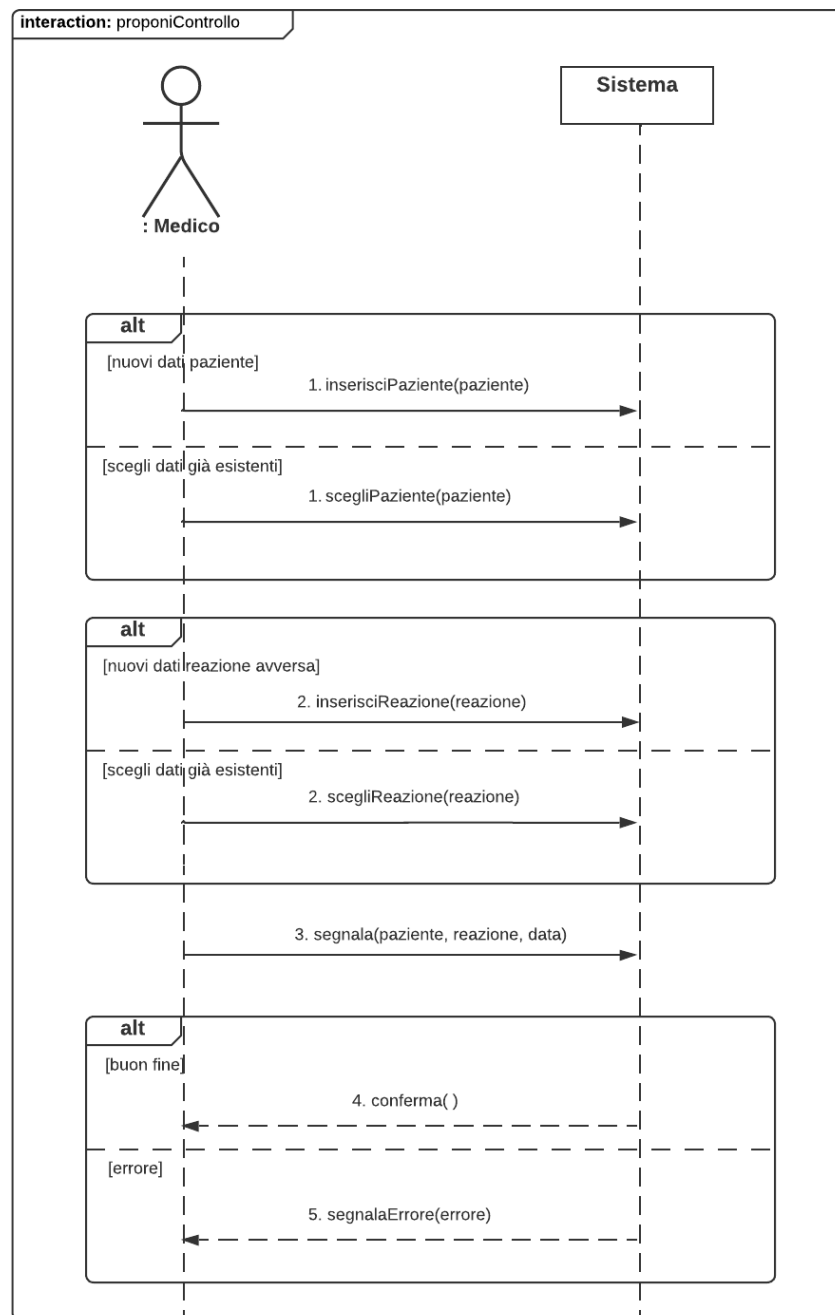 interaction: proponiControllo
Sistema
: Medico
alt
[nuovi dati paziente]
1. inserisciPaziente(paziente)
[scegli dati già esistenti]
1. scegliPaziente(paziente)
alt
[nuovi dati reazione avversa]
2. inserisciReazione(reazione)
[scegli dati già esistenti]
2. scegliReazione(reazione)
3. segnala(paziente, reazione, data)
alt
[buon fine]
4. conferma( )
[errore]
5. segnalaErrore(errore)